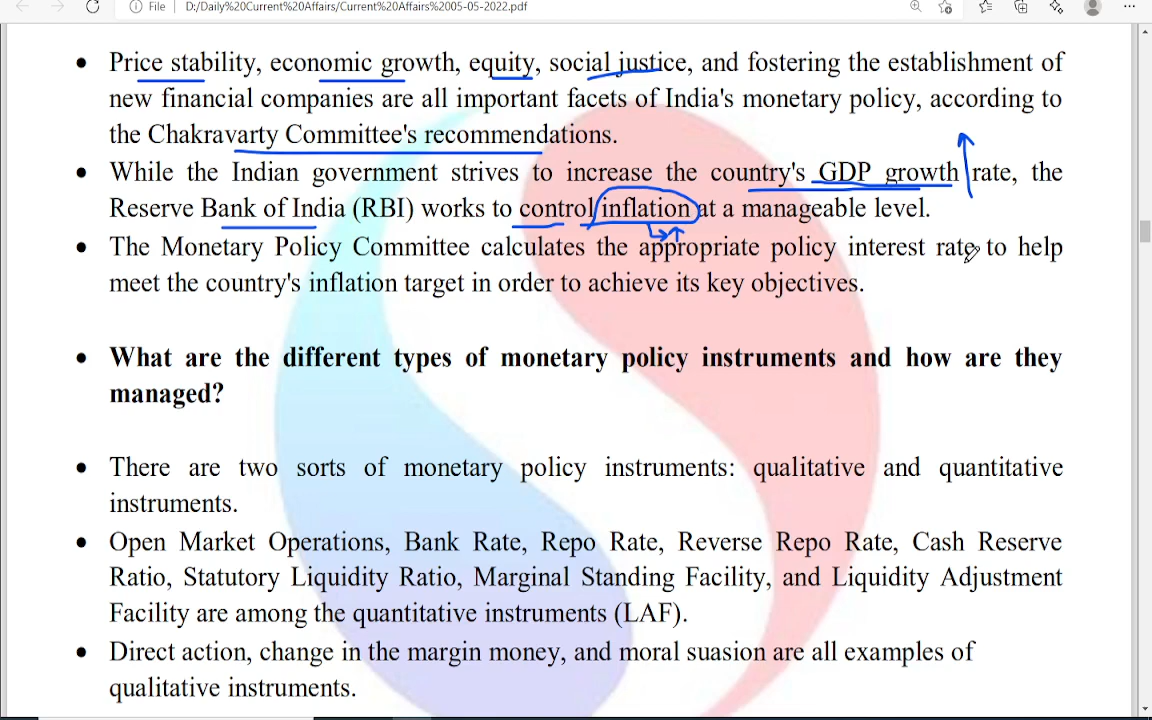 File
D:/Daily%20Current%20Affairs/Current%20Affairs%2005-05-2022.pdf
• Price stability, economic growth, equity, social justice, and fostering the establishment of
new financial companies are all important facets of India's monetary policy, according to
the Chakravarty Committee's recommendations.
• While the Indian government strives to increase the country's GDP growth rate, the
Reserve Bank of India (RBI) works to control inflation at a manageable level.
• The Monetary Policy Committee calculates the appropriate policy interest rate to help
meet the country's inflation target in order to achieve its key objectives.
• What are the different types of monetary policy instruments and how are they
managed?
• There are two sorts of monetary policy instruments: qualitative and quantitative
instruments.
• Open Market Operations, Bank Rate, Repo Rate, Reverse Repo Rate, Cash Reserve
Ratio, Statutory Liquidity Ratio, Marginal Standing Facility, and Liquidity Adjustment
Facility are among the quantitative instruments (LAF).
• Direct action, change in the margin money, and moral suasion are all examples of
qualitative instruments.